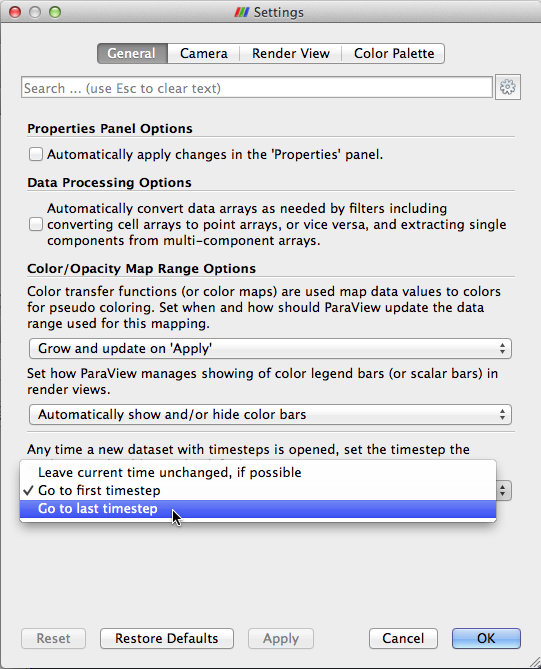 Settings
General Camera Render View Color Palette
Search ... (use Esc to clear text)
Properties Panel Options
Automatically apply changes in the 'Properties' panel.
Data Processing Options
Automatically convert data arrays as needed by filters including
converting cell arrays to point arrays, or vice versa, and extracting single
components from multi-component arrays.
Color/Opacity Map Range Options
Color transfer functions (or color maps) are used map data values to colors
for pseudo coloring. Set when and how should ParaView update the data
range used for this mapping.
Grow and update on 'Apply'
Set how ParaView manages showing of color legend bars (or scalar bars) in
render views.
Automatically show and/or hide color bars
Any time a new dataset with timesteps is opened, set the timestep the
Leave current time unchanged, if possible
✓ Go to first timestep
Go to last timestep
Reset Restore Defaults Apply Cancel OK